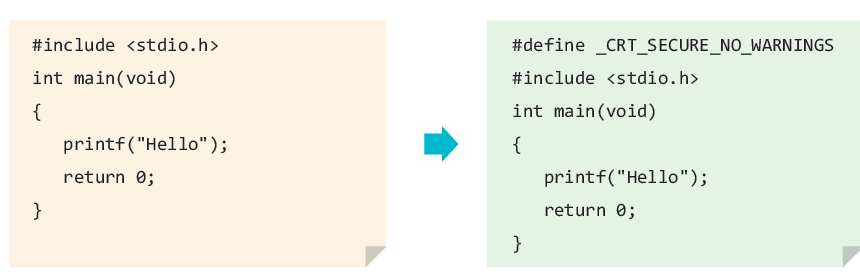 #include <stdio.h>
int main(void)
{
   printf("Hello");
   return 0;
}
#define _CRT_SECURE_NO_WARNINGS
#include <stdio.h>
int main(void)
{
   printf("Hello");
   return 0;
}